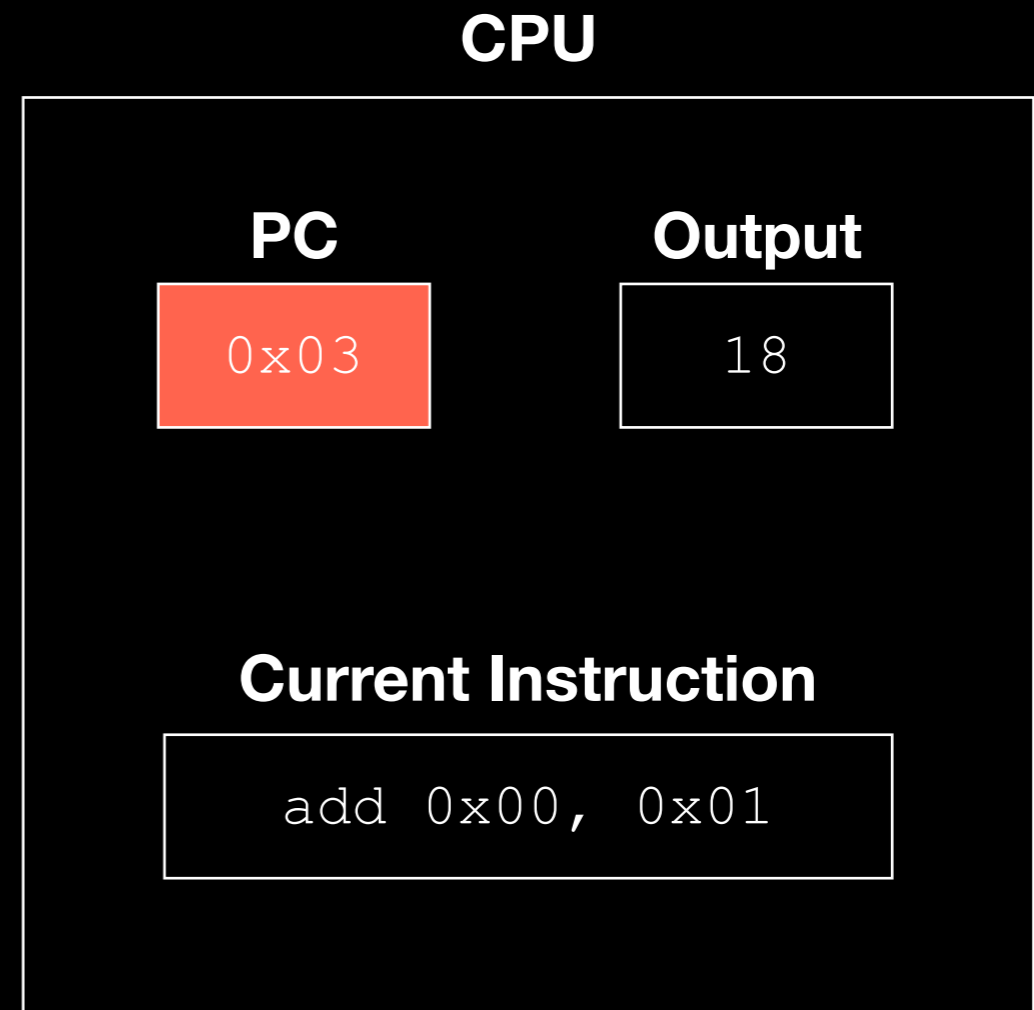 CPU
PC
Output
0x03
18
Current Instruction
add 0x00, 0x01